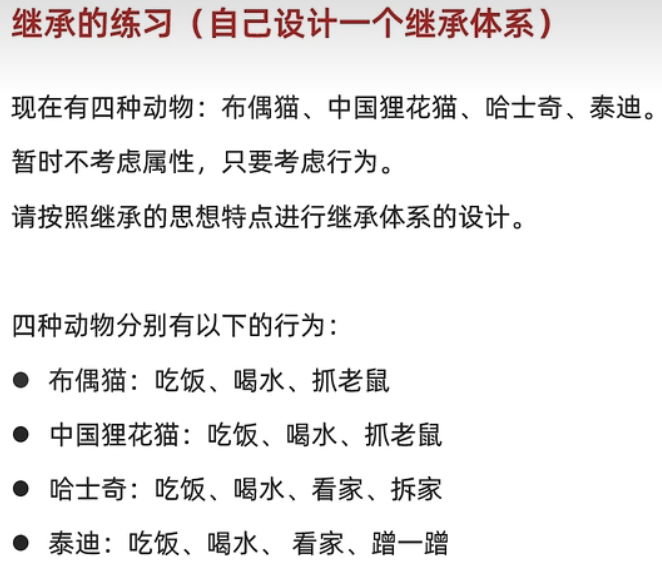 继承的练习（自己设计一个继承体系）
现在有四种动物：布偶猫、中国狸花猫、哈士奇、泰迪。
暂时不考虑属性，只要考虑行为。
请按照继承的思想特点进行继承体系的设计。
四种动物分别有以下的行为：
● 布偶猫：吃饭、喝水、抓老鼠
● 中国狸花猫：吃饭、喝水、抓老鼠
● 哈士奇：吃饭、喝水、看家、拆家
● 泰迪：吃饭、喝水、 看家、蹭一蹭